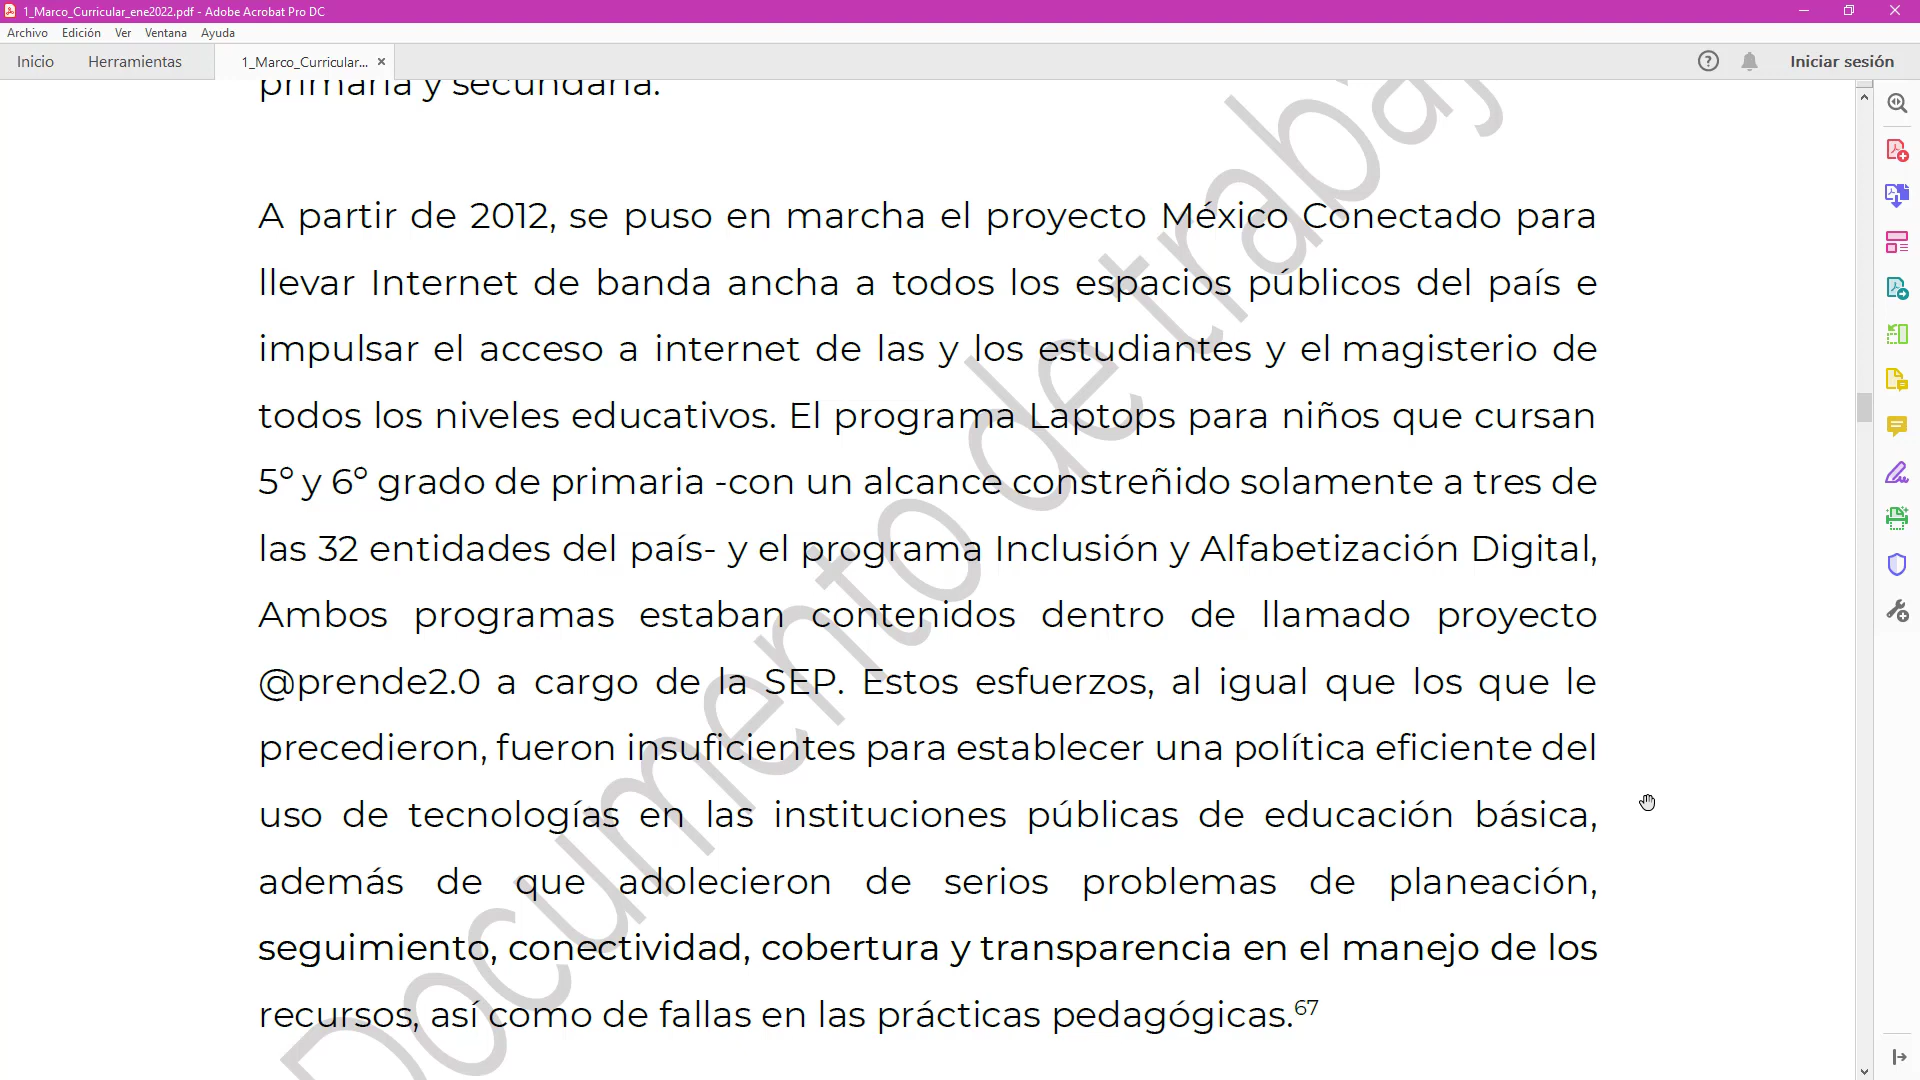 1_Marco_Curricular_ene2022.pdf - Adobe Acrobat Pro DC
Archivo Edición Ver Ventana Ayuda
Inicio Herramientas 1_Marco_Curricular... × Iniciar sesión
primaria y secundaria.
A partir de 2012, se puso en marcha el proyecto México Conectado para
llevar Internet de banda ancha a todos los espacios públicos del país e
impulsar el acceso a internet de las y los estudiantes y el magisterio de
todos los niveles educativos. El programa Laptops para niños que cursan
5º y 6º grado de primaria -con un alcance constreñido solamente a tres de
las 32 entidades del país- y el programa Inclusión y Alfabetización Digital,
Ambos programas estaban contenidos dentro de llamado proyecto
@prende2.0 a cargo de la SEP. Estos esfuerzos, al igual que los que le
precedieron, fueron insuficientes para establecer una política eficiente del
uso de tecnologías en las instituciones públicas de educación básica,
además de que adolecieron de serios problemas de planeación,
seguimiento, conectividad, cobertura y transparencia en el manejo de los
recursos, así como de fallas en las prácticas pedagógicas.67
Documento de trabaj